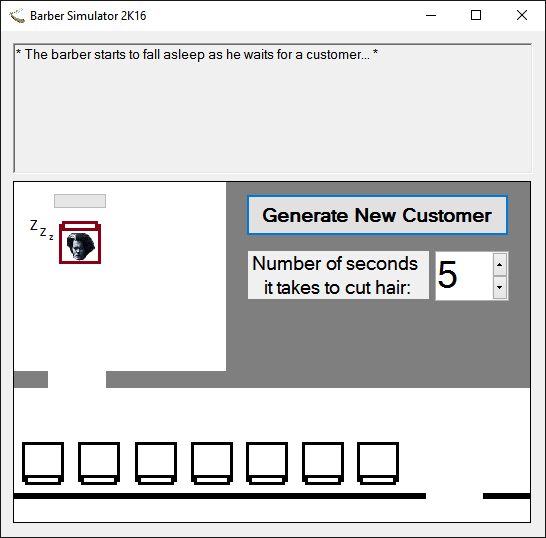 Barber Simulator 2K16
* The barber starts to fall asleep as he waits for a customer... *
Z Z z
Generate New Customer
Number of seconds
it takes to cut hair:
5